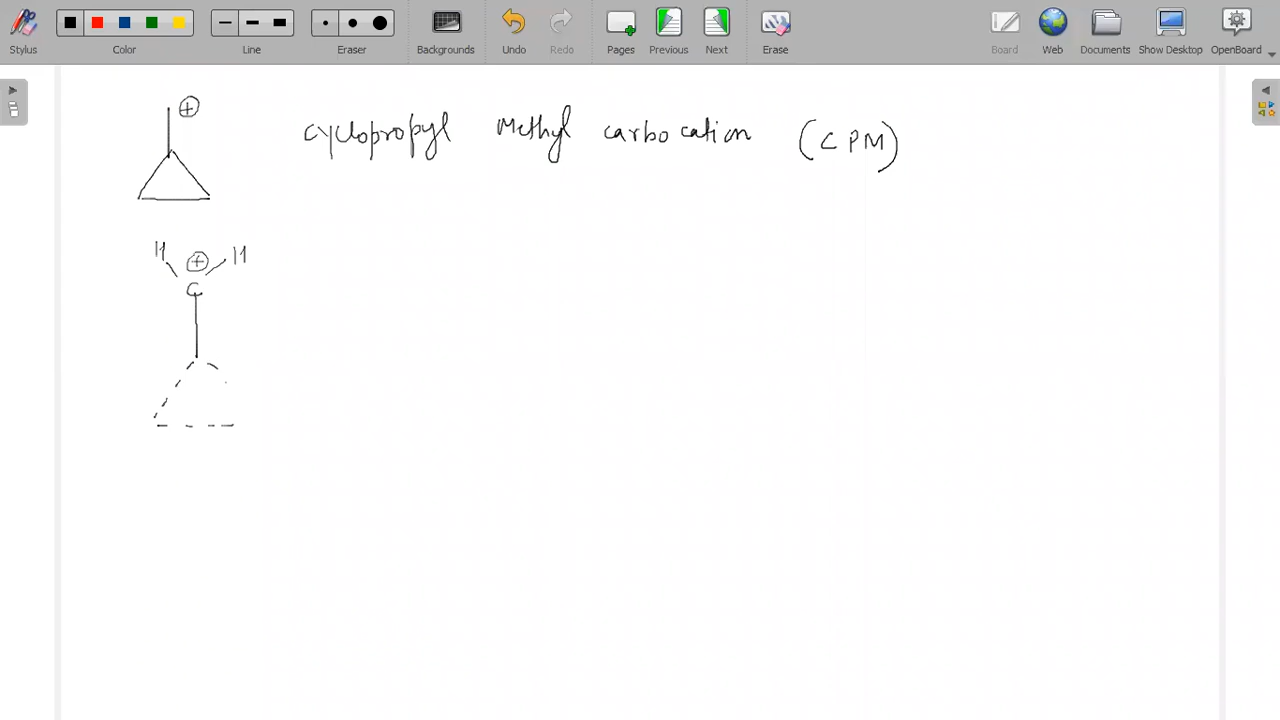 Stylus Color Line Eraser Backgrounds Undo Redo Pages Previous Next Erase Board Web Documents Show Desktop OpenBoard
⊕
cyclopropyl Methyl carbocation (CPM)
H ⊕ H
C